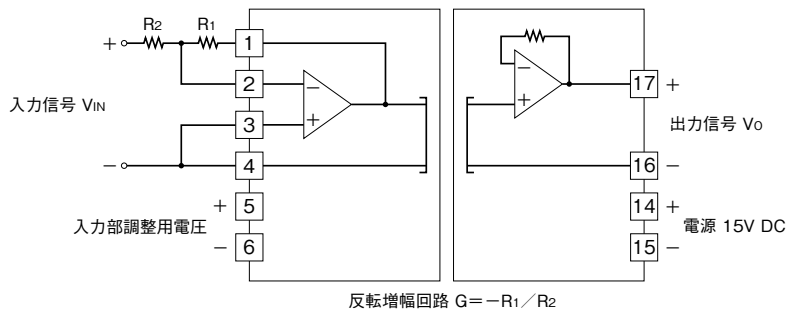 R2 R1
+ 1
2 −
入力信号 VIN
3 +
− 4
+ 5
入力部調整用電圧
− 6
−
+
17 +
出力信号 VO
16 −
14 +
電源 15V DC
15 −
反転増幅回路 G=−R1／R2